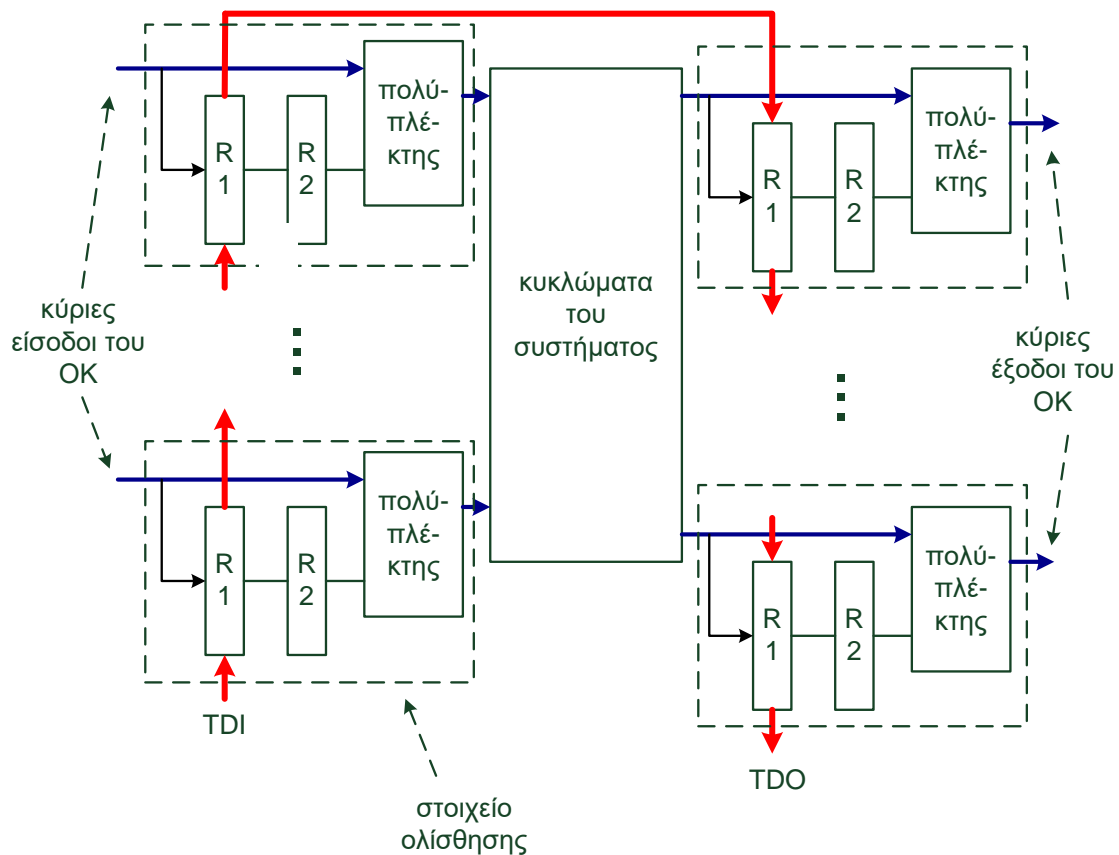 πολύ-
πλέ-
κτης
R
1
R
2
πολύ-
πλέ-
κτης
R
1
R
2
κυκλώματα
του
συστήματος
κύριες
είσοδοι του
ΟΚ
κύριες
έξοδοι του
ΟΚ
πολύ-
πλέ-
κτης
R
1
R
2
πολύ-
πλέ-
κτης
R
1
R
2
TDI
TDO
στοιχείο
ολίσθησης